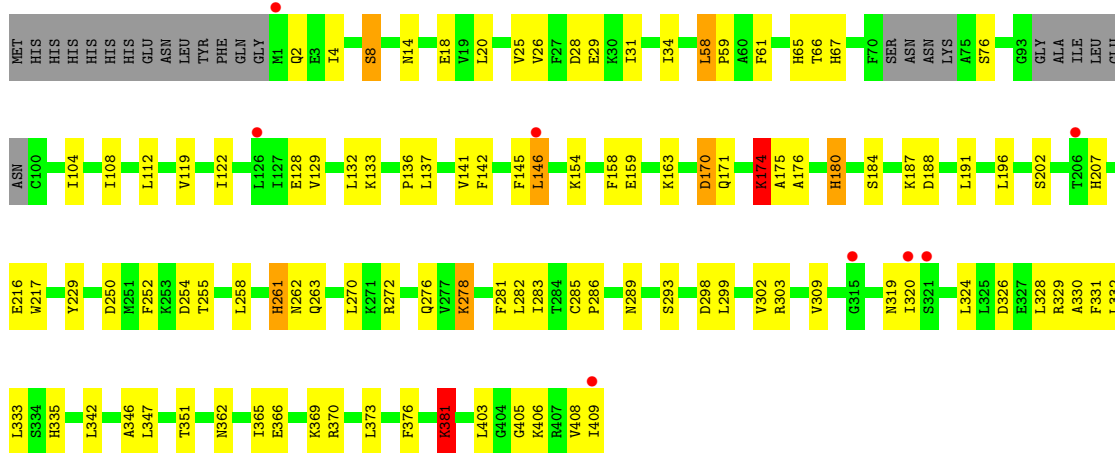 MET HIS HIS HIS HIS HIS HIS GLU ASN LEU TYR PHE GLN GLY M1 Q2 E3 I4 S8 N14 E18 V19 L20 V25 V26 F27 D28 E29 K30 I31 I34 L58 P59 A60 F61 H65 T66 H67 F70 SER ASN ASN LYS A75 S76 G93 GLY ALA ILE LEU GLU
ASN C100 I104 I108 L112 V119 I122 L126 I127 E128 V129 L132 K133 P136 L137 V141 F142 F145 L146 K154 F158 E159 K163 D170 Q171 K174 A175 A176 H180 S184 K187 D188 L191 L196 S202 T206 H207
E216 W217 Y229 D250 M251 F252 K253 D254 T255 L258 H261 N262 Q263 L270 K271 R272 Q276 V277 K278 F281 L282 I283 T284 C285 P286 N289 S293 D298 L299 V302 R303 V309 G315 N319 I320 S321 L324 L325 D326 E327 L328 R329 A330 F331 L332
L333 S334 H335 L342 A346 L347 T351 N362 I365 E366 K369 R370 L373 F376 K381 L403 G404 G405 K406 R407 V408 I409